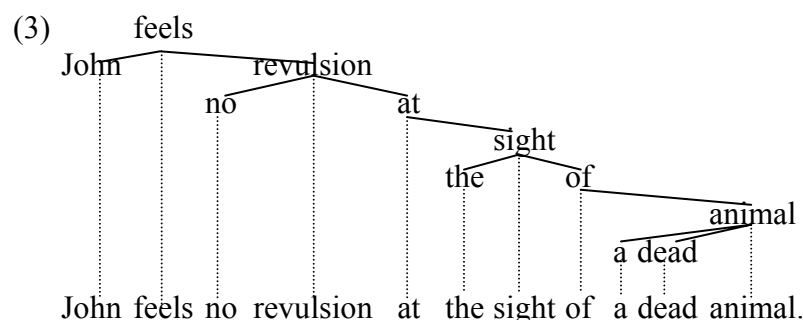 feels
(3)
John revulsion
no at
sight
the of
animal
a dead
John feels no revulsion at the sight of a dead animal.